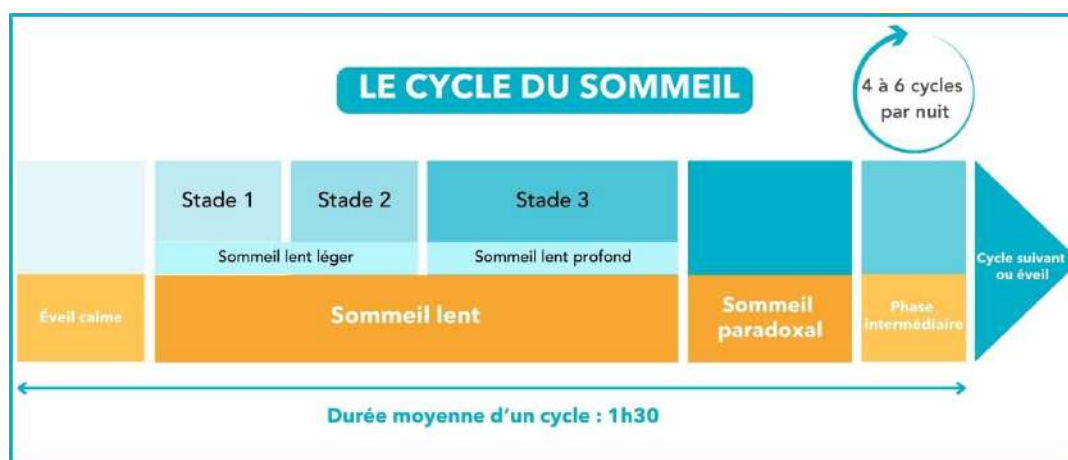 LE CYCLE DU SOMMEIL
4 à 6 cycles
par nuit
Stade 1
Stade 2
Stade 3
Sommeil lent léger
Sommeil lent profond
Éveil calme
Sommeil lent
Sommeil
paradoxal
Phase
intermédiaire
Cycle suivant
ou éveil
Durée moyenne d'un cycle : 1h30